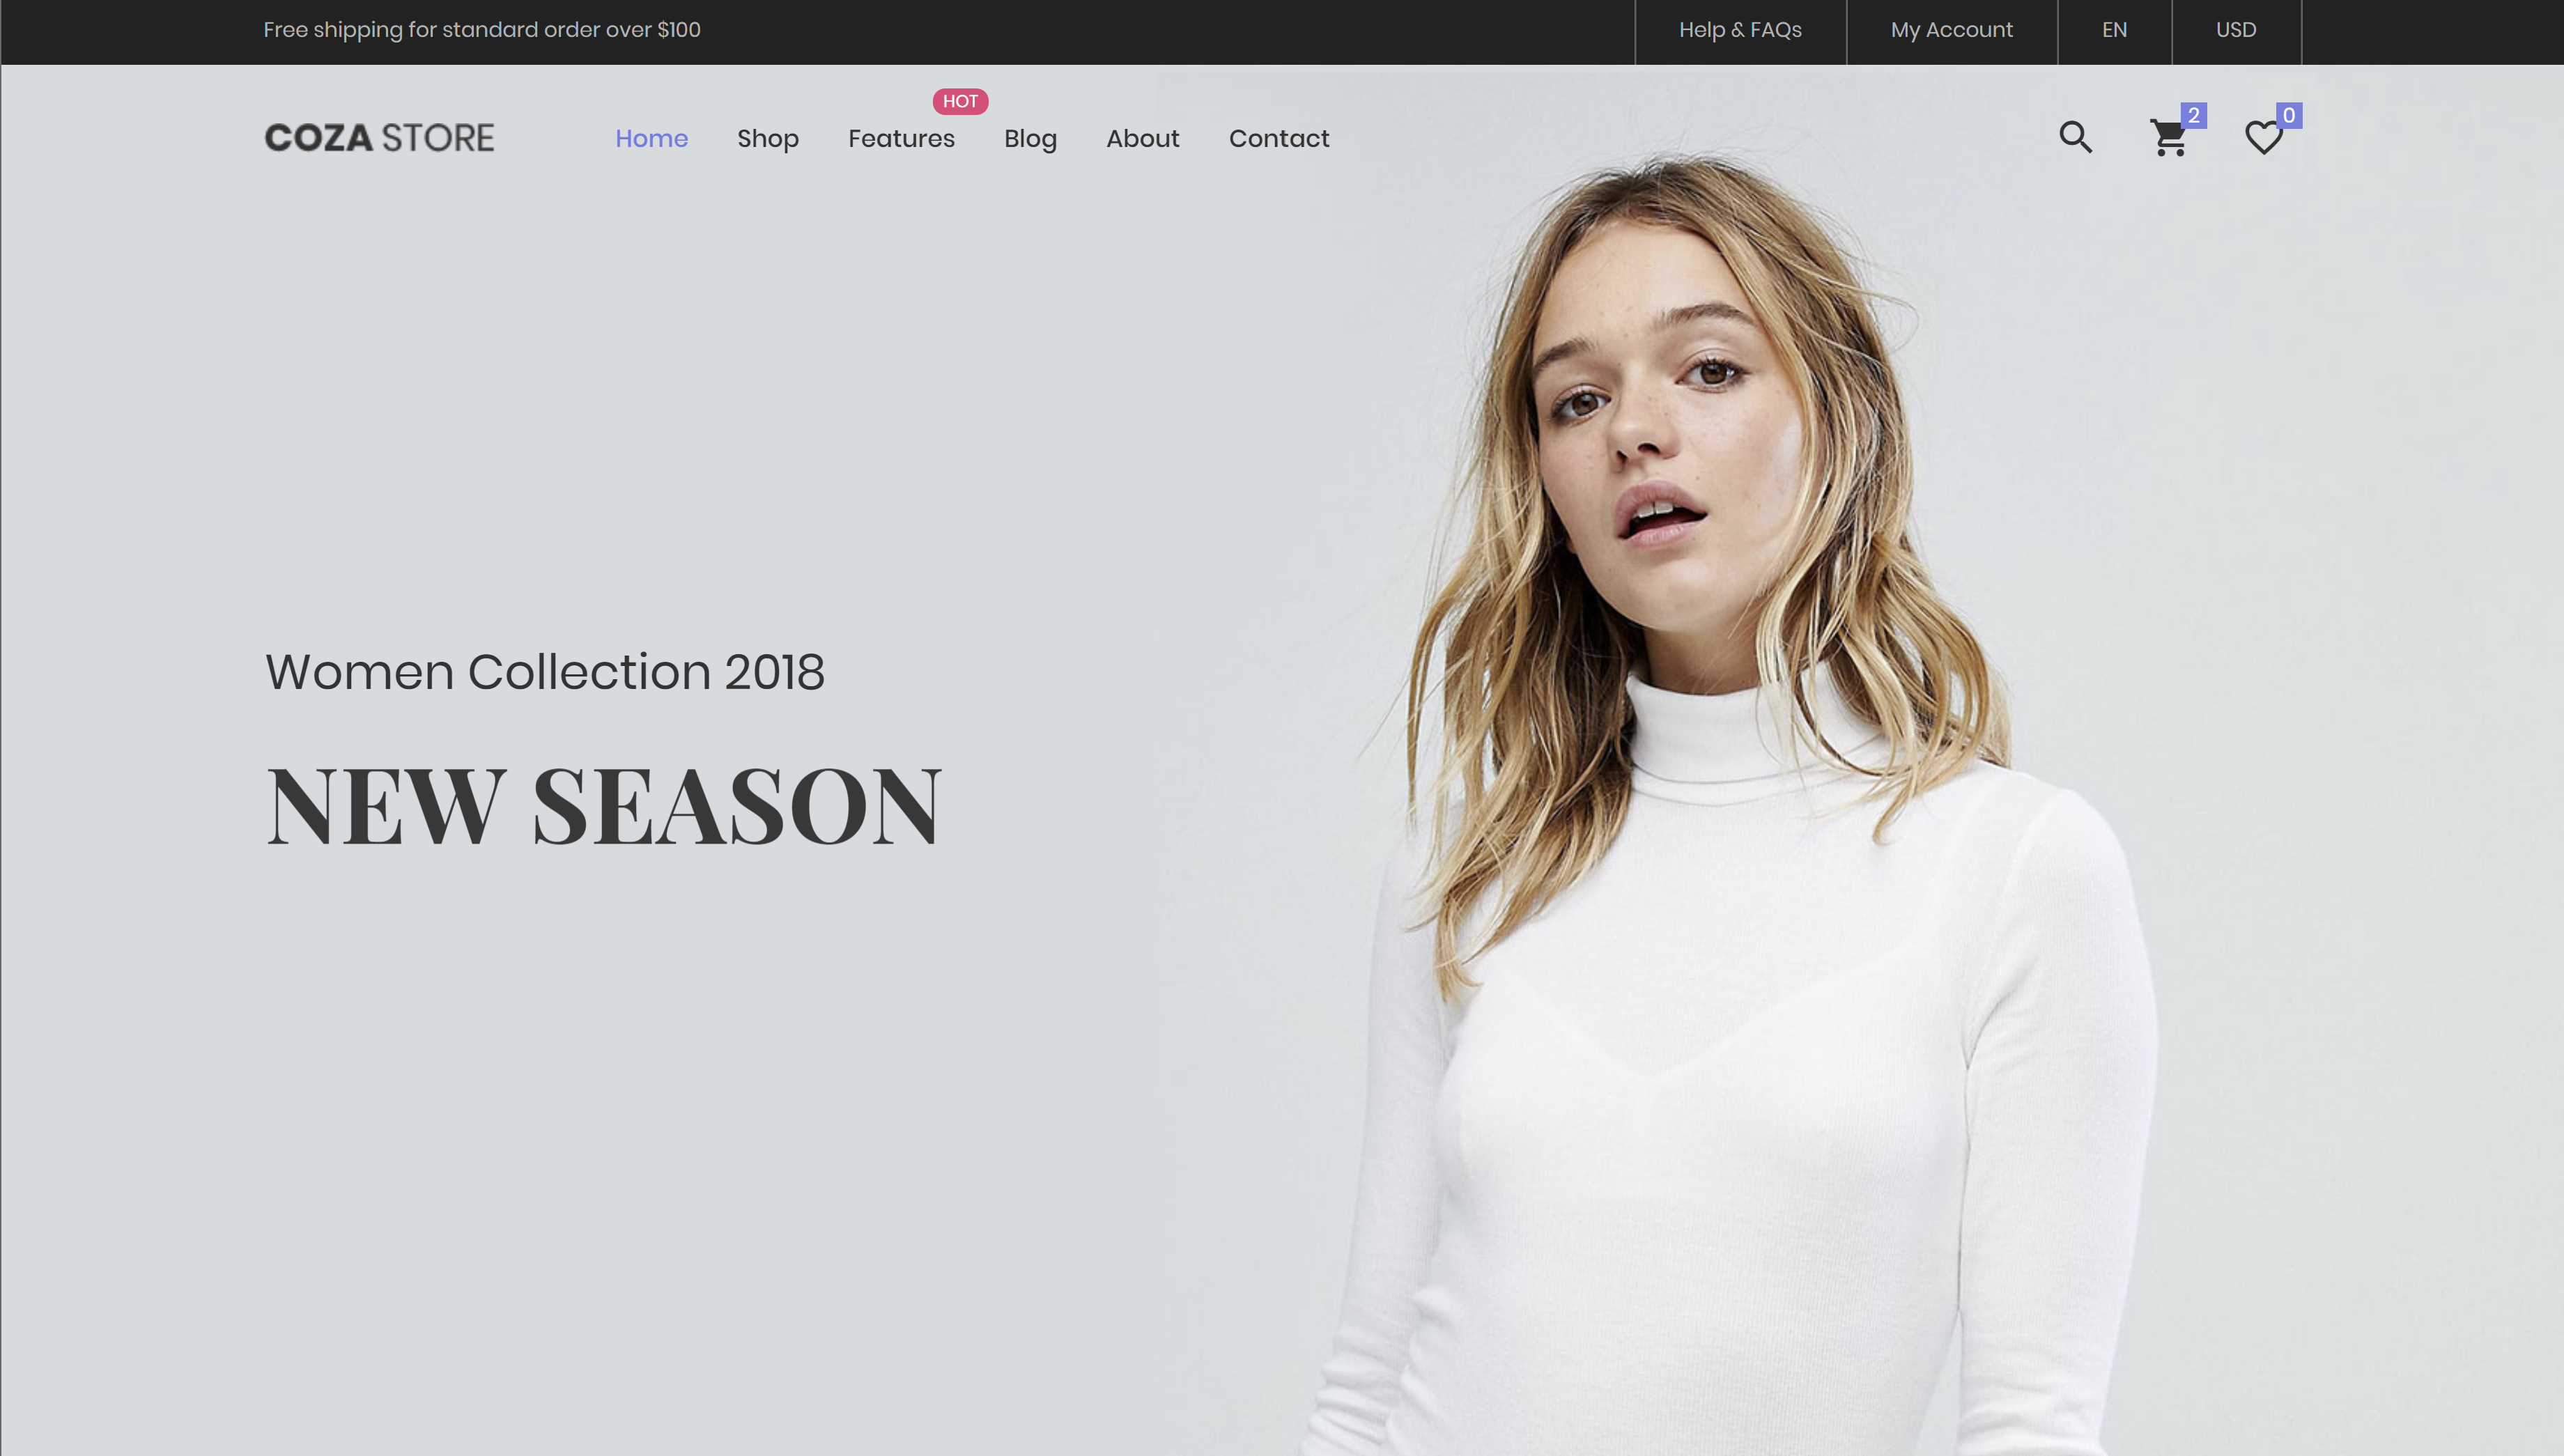 Free shipping for standard order over $100
Help & FAQs
My Account
EN
USD
COZA STORE
Home
Shop
Features
HOT
Blog
About
Contact
2
0
Women Collection 2018
NEW SEASON